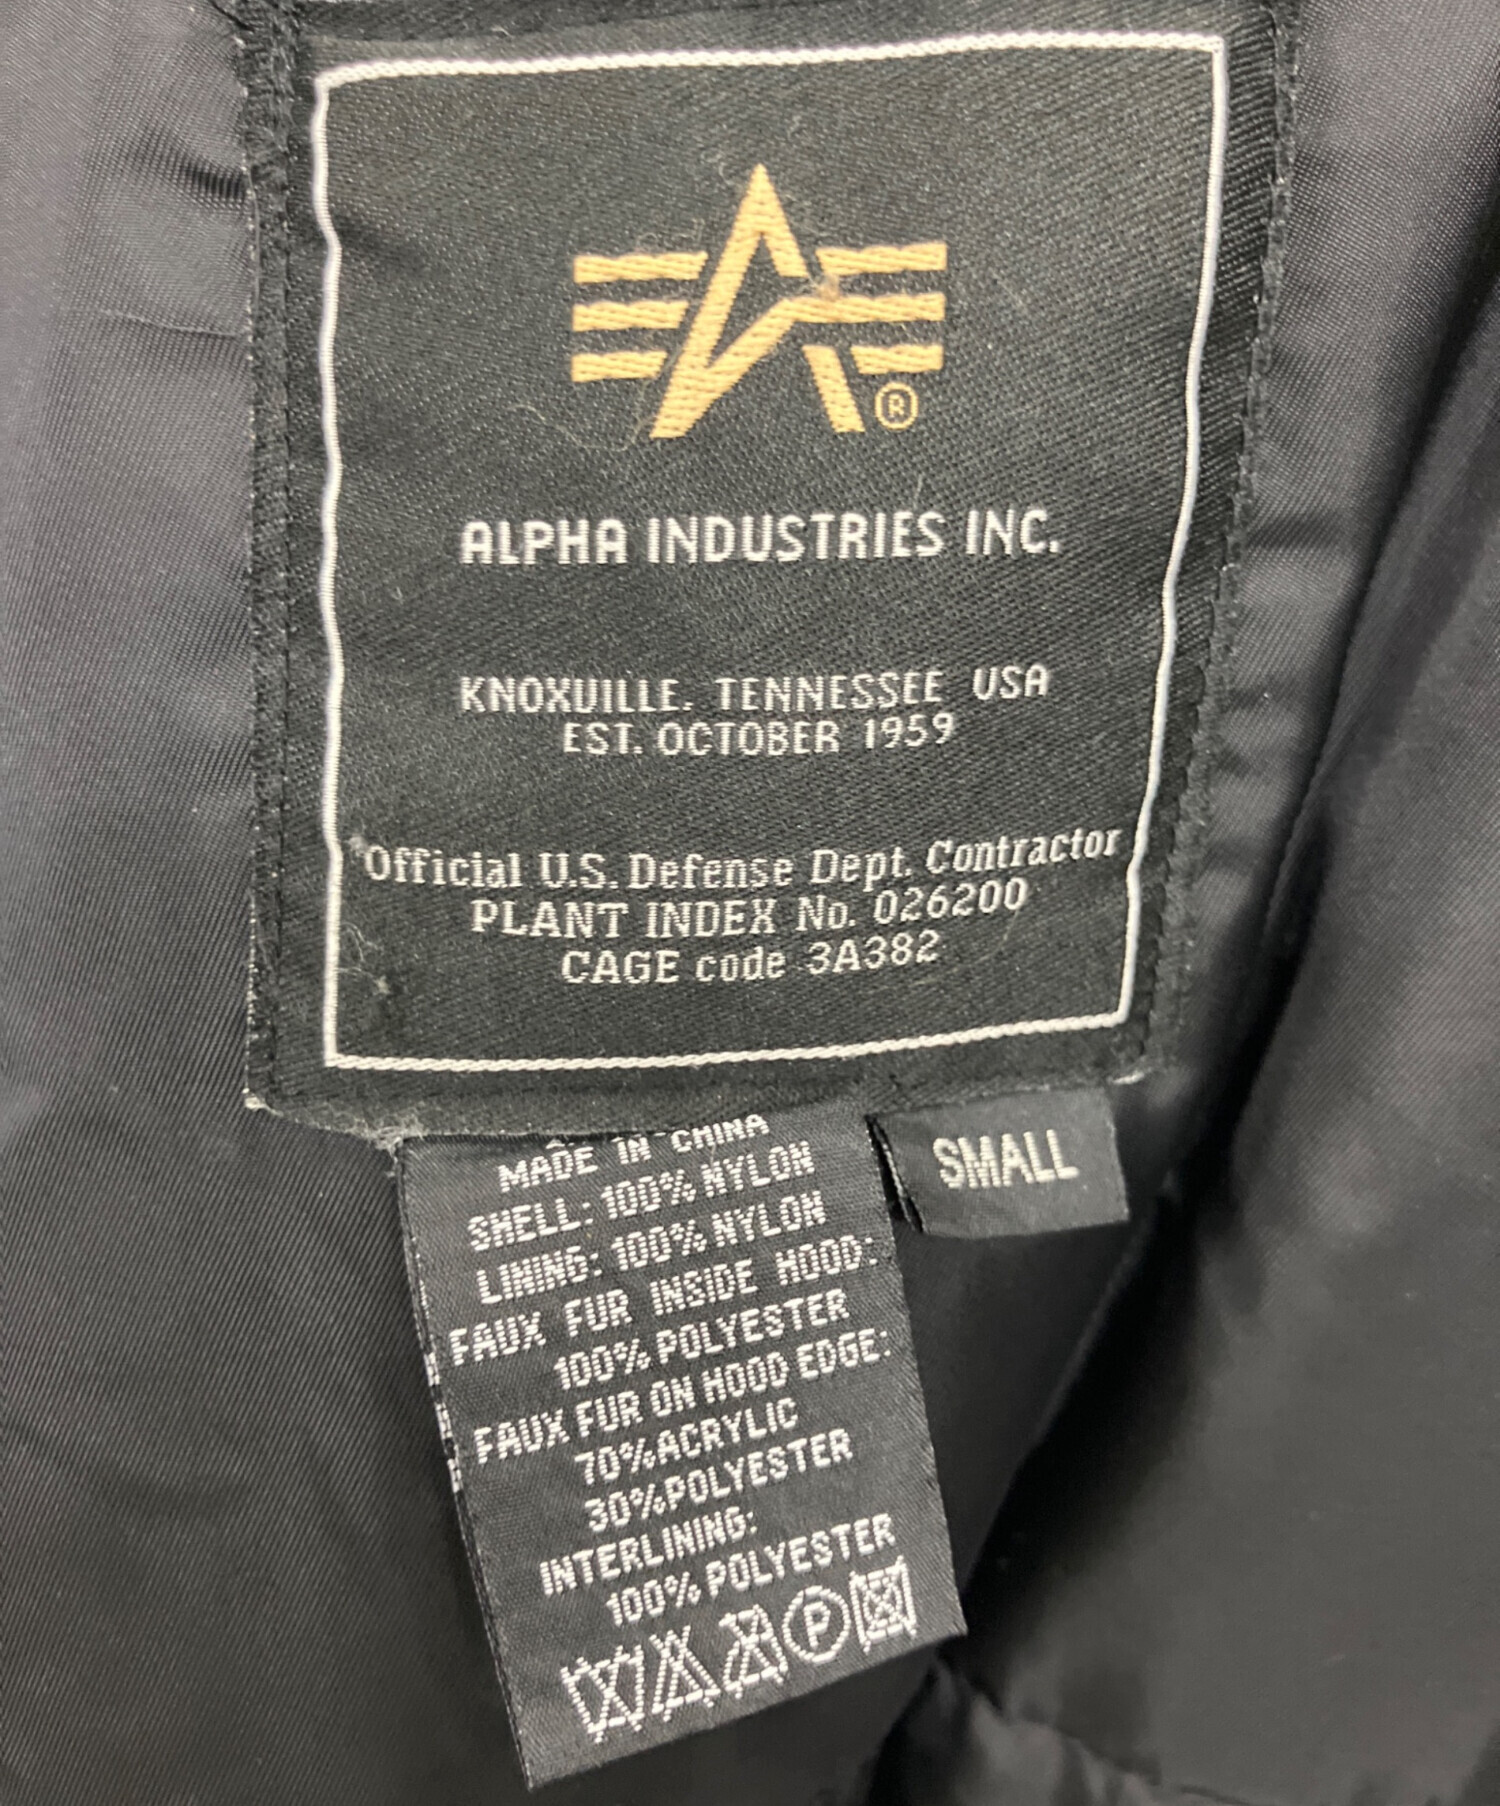 ®
ALPHA INDUSTRIES INC.
KNOXVILLE. TENNESSEE USA
EST. OCTOBER 1959
Official U.S. Defense Dept. Contractor
PLANT INDEX No. 026200
CAGE code 3A382
MADE IN CHINA
SHELL: 100% NYLON
LINING: 100% NYLON
FAUX FUR INSIDE HOOD:
100% POLYESTER
FAUX FUR ON HOOD EDGE:
70%ACRYLIC
30%POLYESTER
INTERLINING:
100% POLYESTER
P
SMALL